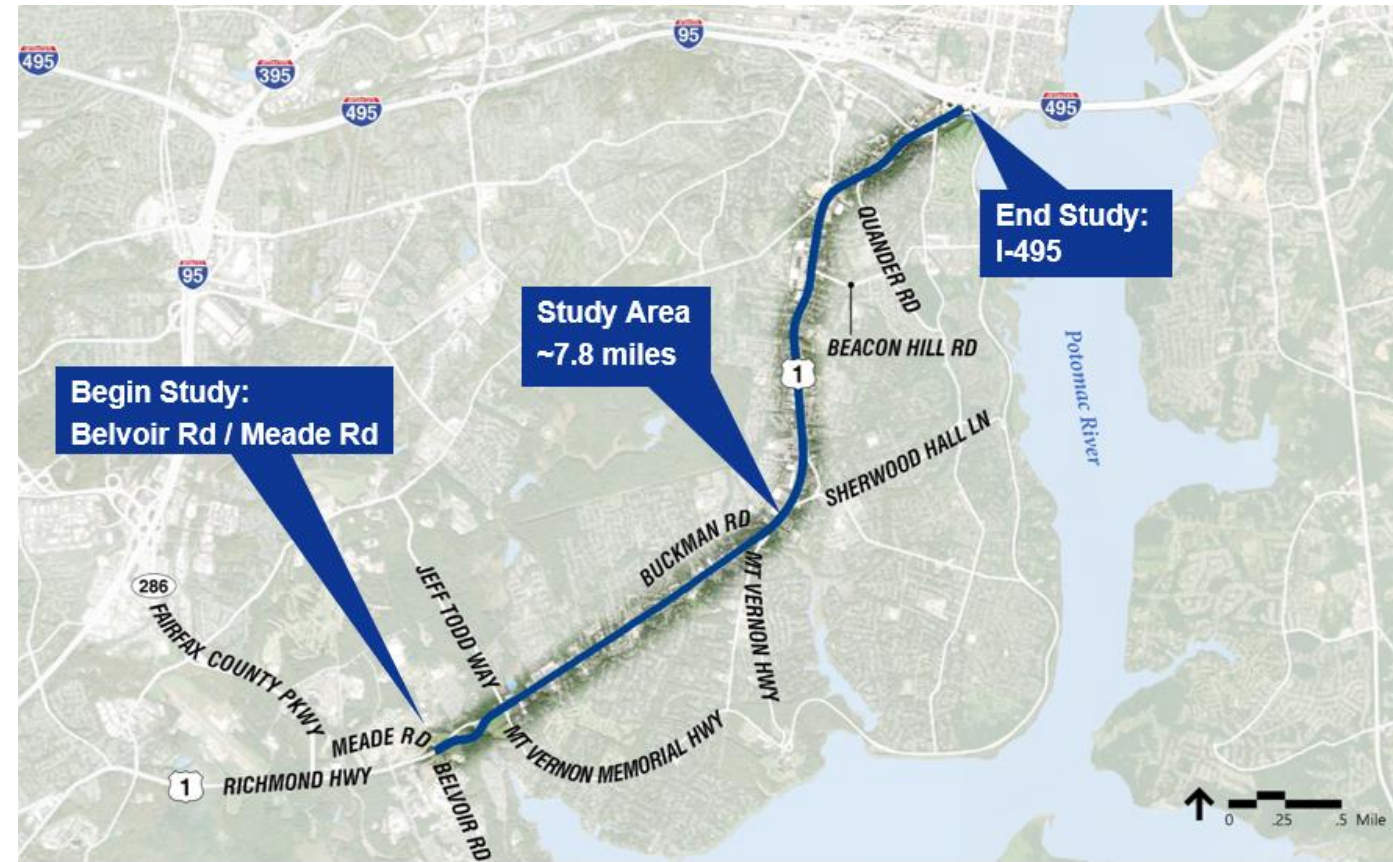 95
495
395
495
495
End Study:
I-495
QUANDER RD
95
Study Area
~7.8 miles
BEACON HILL RD
Potomac River
1
Begin Study:
Belvoir Rd / Meade Rd
SHERWOOD HALL LN
BUCKMAN RD
MT VERNON HWY
JEFF TODD WAY
286
FAIRFAX COUNTY PKWY
MEADE RD
MT VERNON MEMORIAL HWY
1
RICHMOND HWY
BELVOIR RD
0 .25 .5 Mile